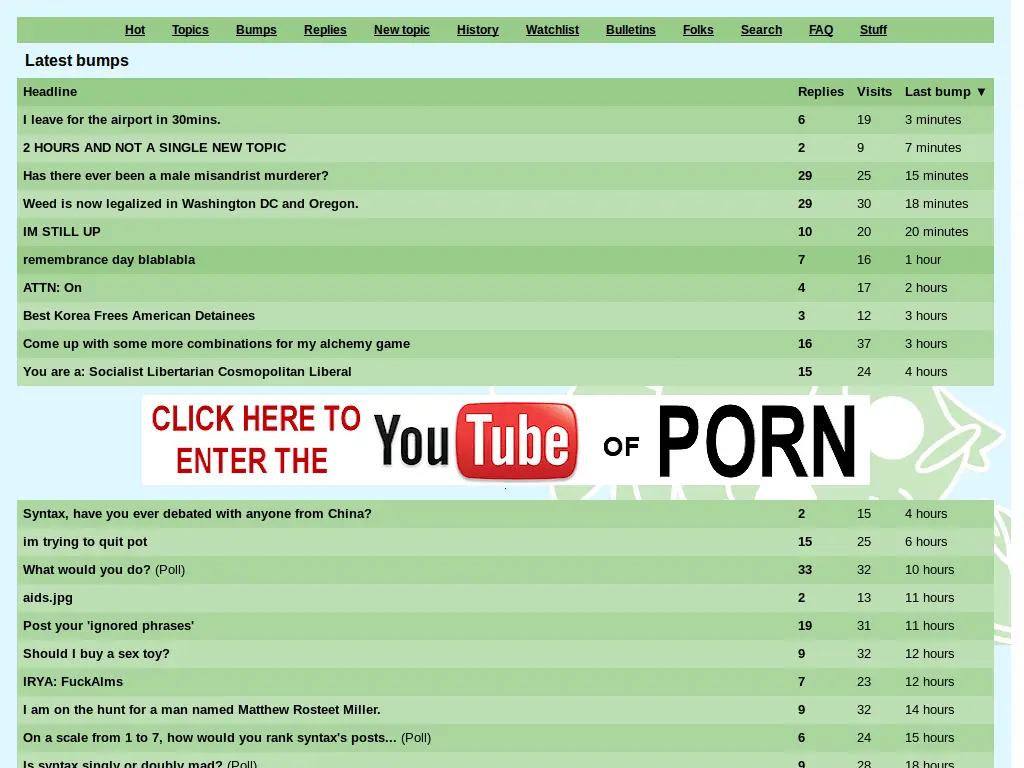 Hot Topics Bumps Replies New topic History Watchlist Bulletins Folks Search FAQ Stuff
Latest bumps
Headline Replies Visits Last bump ▼
I leave for the airport in 30mins. 6 19 3 minutes
2 HOURS AND NOT A SINGLE NEW TOPIC 2 9 7 minutes
Has there ever been a male misandrist murderer? 29 25 15 minutes
Weed is now legalized in Washington DC and Oregon. 29 30 18 minutes
IM STILL UP 10 20 20 minutes
remembrance day blablabla 7 16 1 hour
ATTN: On 4 17 2 hours
Best Korea Frees American Detainees 3 12 3 hours
Come up with some more combinations for my alchemy game 16 37 3 hours
You are a: Socialist Libertarian Cosmopolitan Liberal 15 24 4 hours
CLICK HERE TO
ENTER THE YouTube OF PORN
Syntax, have you ever debated with anyone from China? 2 15 4 hours
im trying to quit pot 15 25 6 hours
What would you do? (Poll) 33 32 10 hours
aids.jpg 2 13 11 hours
Post your 'ignored phrases' 19 31 11 hours
Should I buy a sex toy? 9 32 12 hours
IRYA: FuckAlms 7 23 12 hours
I am on the hunt for a man named Matthew Rosteet Miller. 9 32 14 hours
On a scale from 1 to 7, how would you rank syntax's posts... (Poll) 6 24 15 hours
Is syntax singly or doubly mad? (Poll) 9 28 18 hours